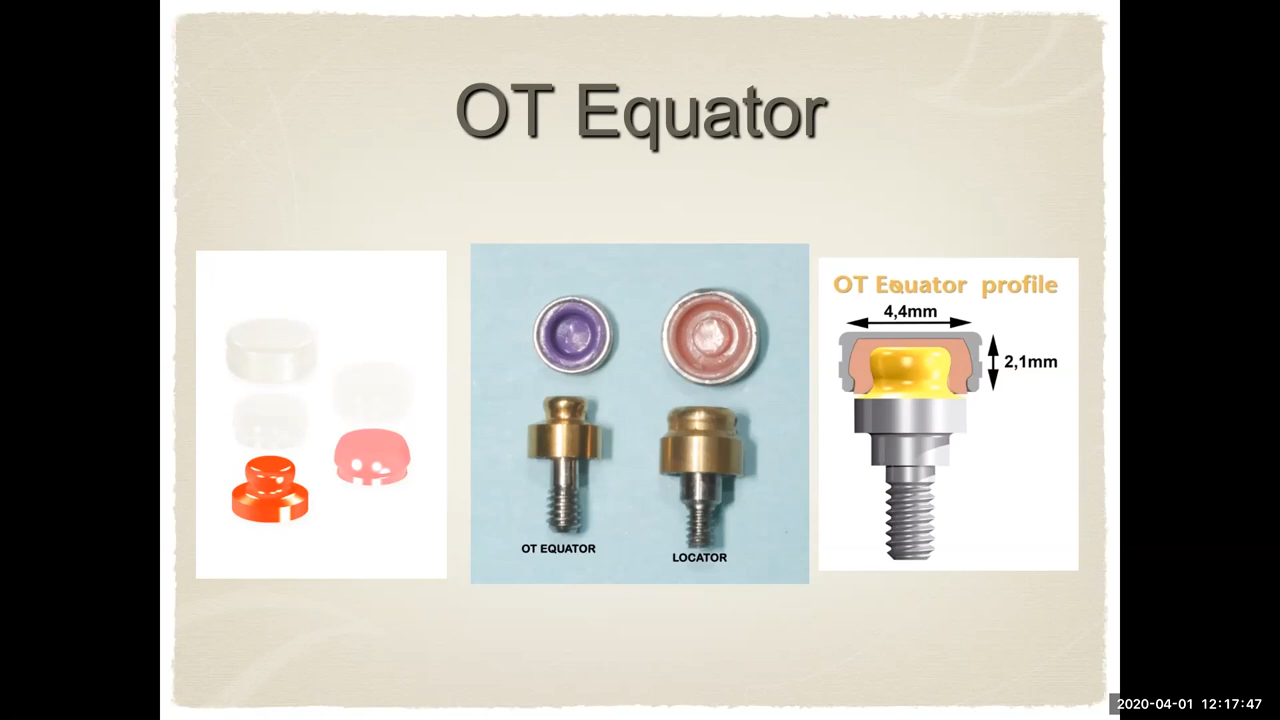 OT Equator
OT EQUATOR
LOCATOR
OT Equator profile
4,4mm
2,1mm
2020-04-01 12:17:47